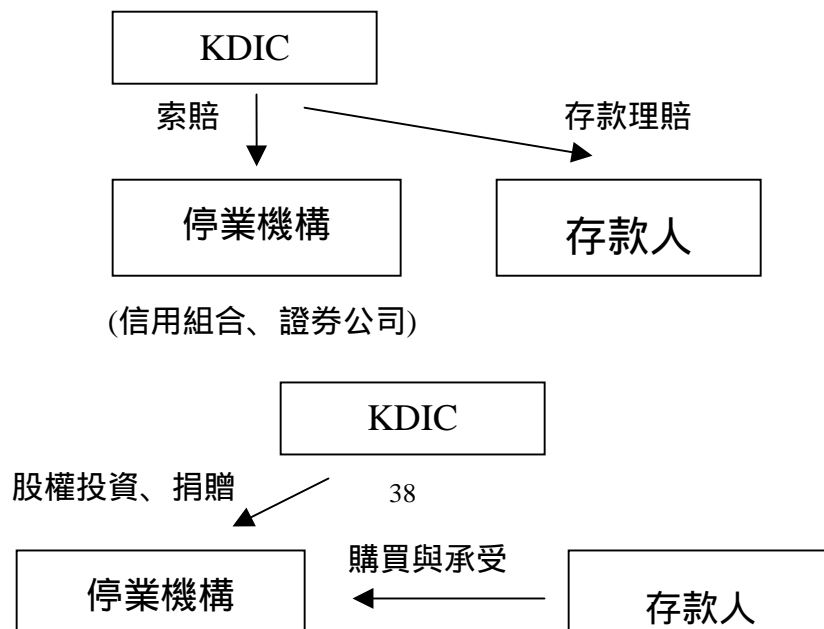 KDIC
索賠
存款理賠
停業機構
存款人
(信用組合、證券公司)
KDIC
股權投資、捐贈
38
購買與承受
停業機構
存款人